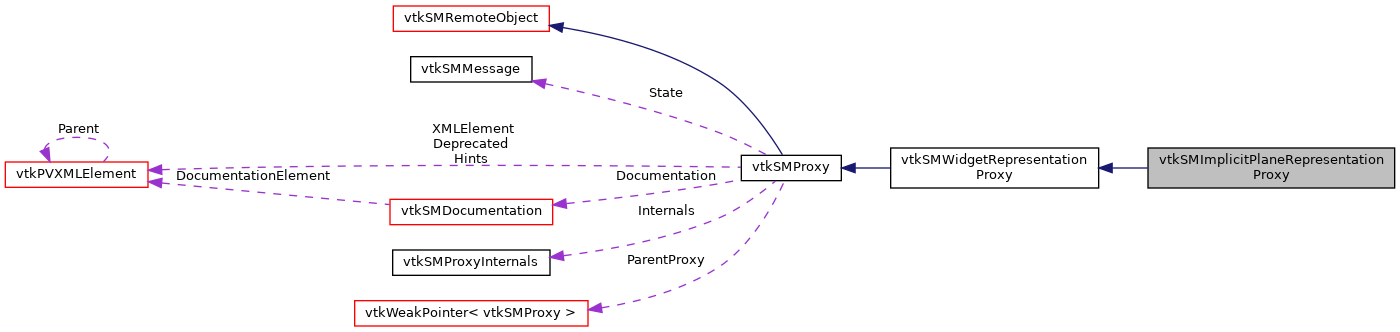 vtkSMRemoteObject
vtkSMMessage
State
Parent
XMLElement
Deprecated
Hints
vtkSMProxy
vtkSMWidgetRepresentation
Proxy
vtkSMImplicitPlaneRepresentation
Proxy
vtkPVXMLElement
DocumentationElement
Documentation
vtkSMDocumentation
Internals
vtkSMProxyInternals
ParentProxy
vtkWeakPointer< vtkSMProxy >